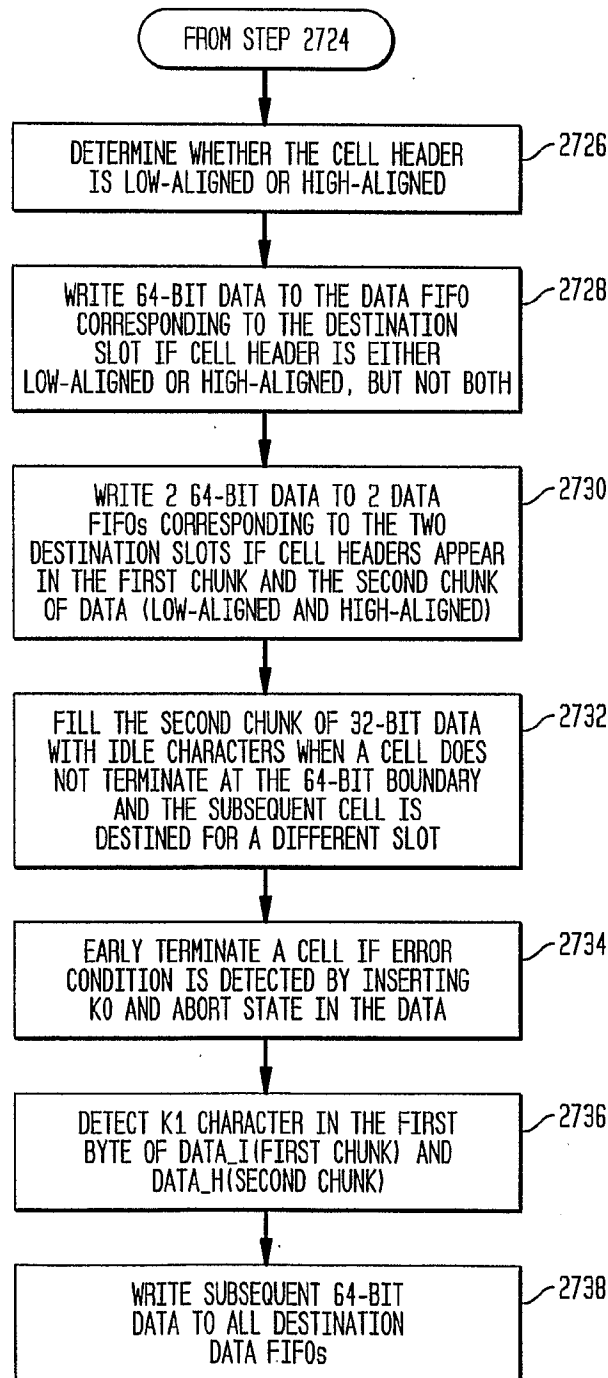 FROM STEP 2724
DETERMINE WHETHER THE CELL HEADER
IS LOW-ALIGNED OR HIGH-ALIGNED
2726
WRITE 64-BIT DATA TO THE DATA FIFO
CORRESPONDING TO THE DESTINATION
SLOT IF CELL HEADER IS EITHER
LOW-ALIGNED OR HIGH-ALIGNED, BUT NOT BOTH
2728
WRITE 2 64-BIT DATA TO 2 DATA
FIFOs CORRESPONDING TO THE TWO
DESTINATION SLOTS IF CELL HEADERS APPEAR
IN THE FIRST CHUNK AND THE SECOND CHUNK
OF DATA (LOW-ALIGNED AND HIGH-ALIGNED)
2730
FILL THE SECOND CHUNK OF 32-BIT DATA
WITH IDLE CHARACTERS WHEN A CELL DOES
NOT TERMINATE AT THE 64-BIT BOUNDARY
AND THE SUBSEQUENT CELL IS
DESTINED FOR A DIFFERENT SLOT
2732
EARLY TERMINATE A CELL IF ERROR
CONDITION IS DETECTED BY INSERTING
K0 AND ABORT STATE IN THE DATA
2734
DETECT K1 CHARACTER IN THE FIRST
BYTE OF DATA_I(FIRST CHUNK) AND
DATA_H(SECOND CHUNK)
2736
WRITE SUBSEQUENT 64-BIT
DATA TO ALL DESTINATION
DATA FIFOs
2738